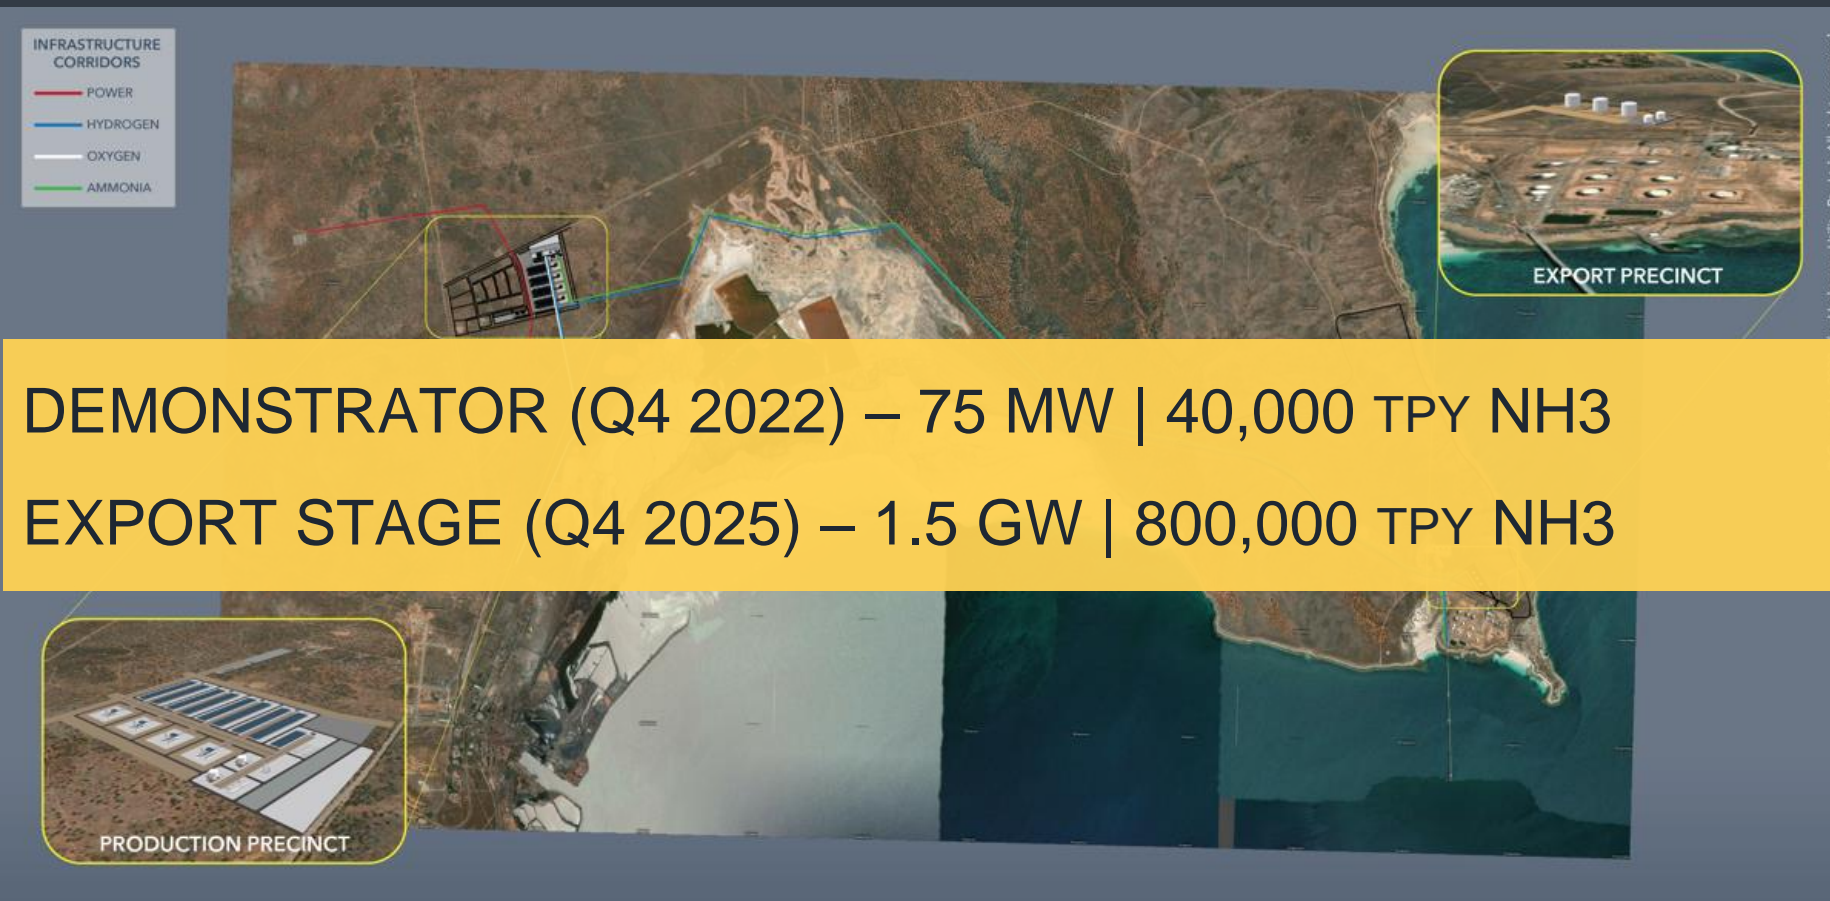 INFRASTRUCTURE
CORRIDORS
POWER
HYDROGEN
OXYGEN
AMMONIA
EXPORT PRECINCT
DEMONSTRATOR (Q4 2022) – 75 MW | 40,000 TPY NH3
EXPORT STAGE (Q4 2025) – 1.5 GW | 800,000 TPY NH3
PRODUCTION PRECINCT